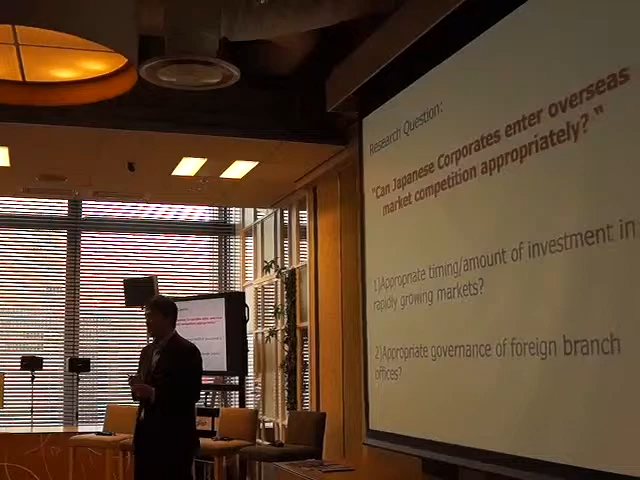 Research Question:
"Can Japanese Corporates enter overseas
market competition appropriately? "
1)Appropriate timing/amount of investment in
rapidly growing markets?
2)Appropriate governance of foreign branch
offices?